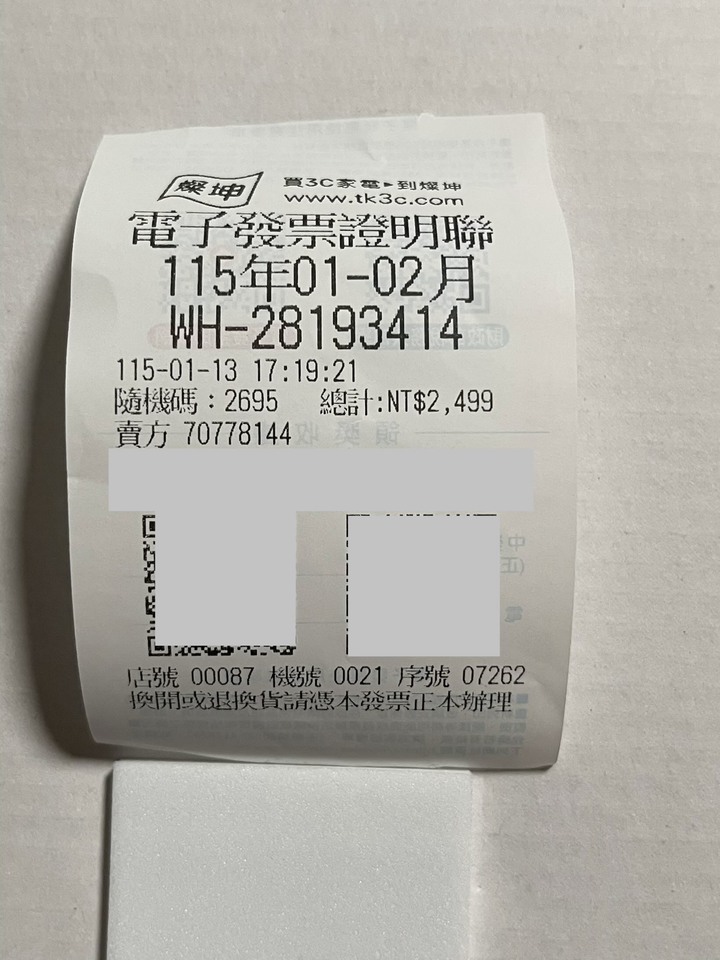 燦坤 買3C家電▸到燦坤
www.tk3c.com
電子發票證明聯
115年01-02月
WH-28193414
115-01-13 17:19:21
隨機碼：2695 總計:NT$2,499
賣方 70778144
店號 00087 機號 0021 序號 07262
換開或退換貨請憑本發票正本辦理